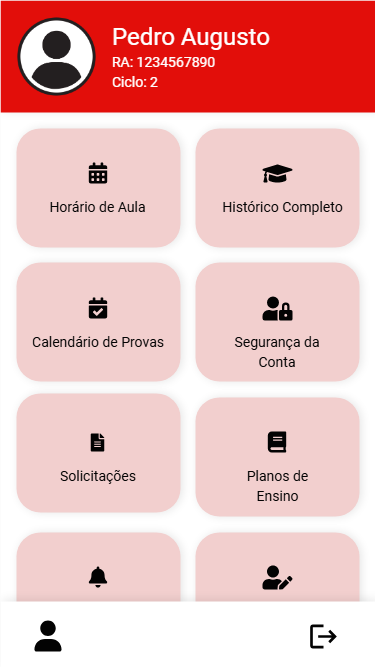 Pedro Augusto
RA: 1234567890
Ciclo: 2
Horário de Aula
Histórico Completo
Calendário de Provas
Segurança da
Conta
Solicitações
Planos de
Ensino